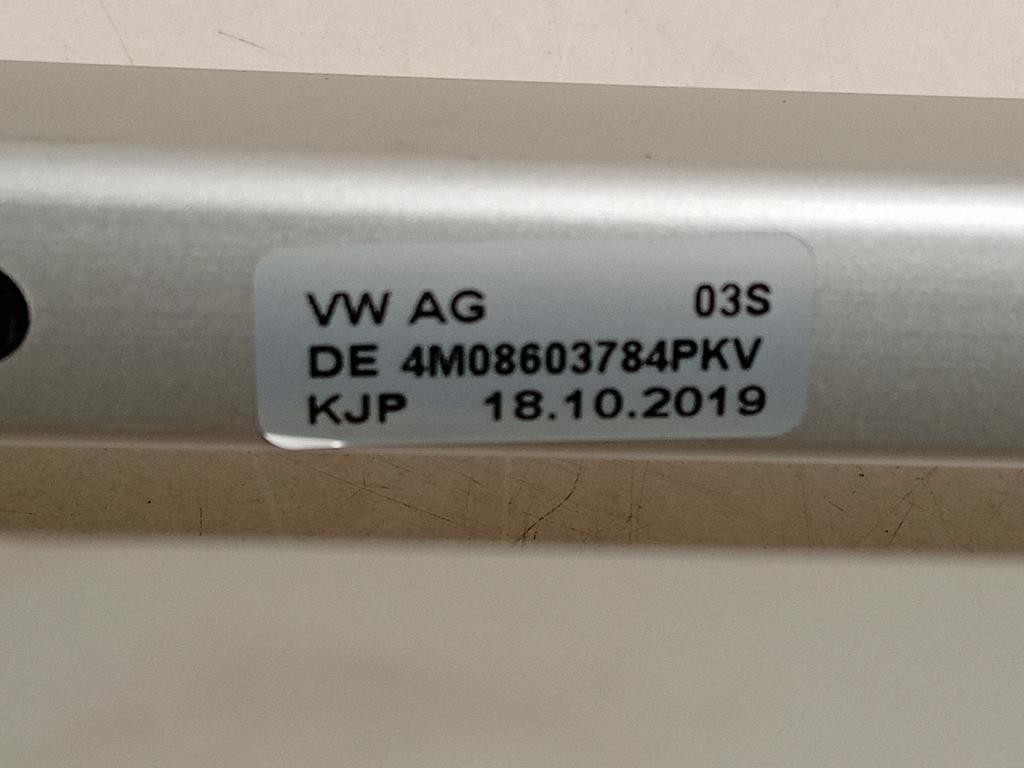 VW AG 03S
DE 4M08603784PKV
KJP 18.10.2019